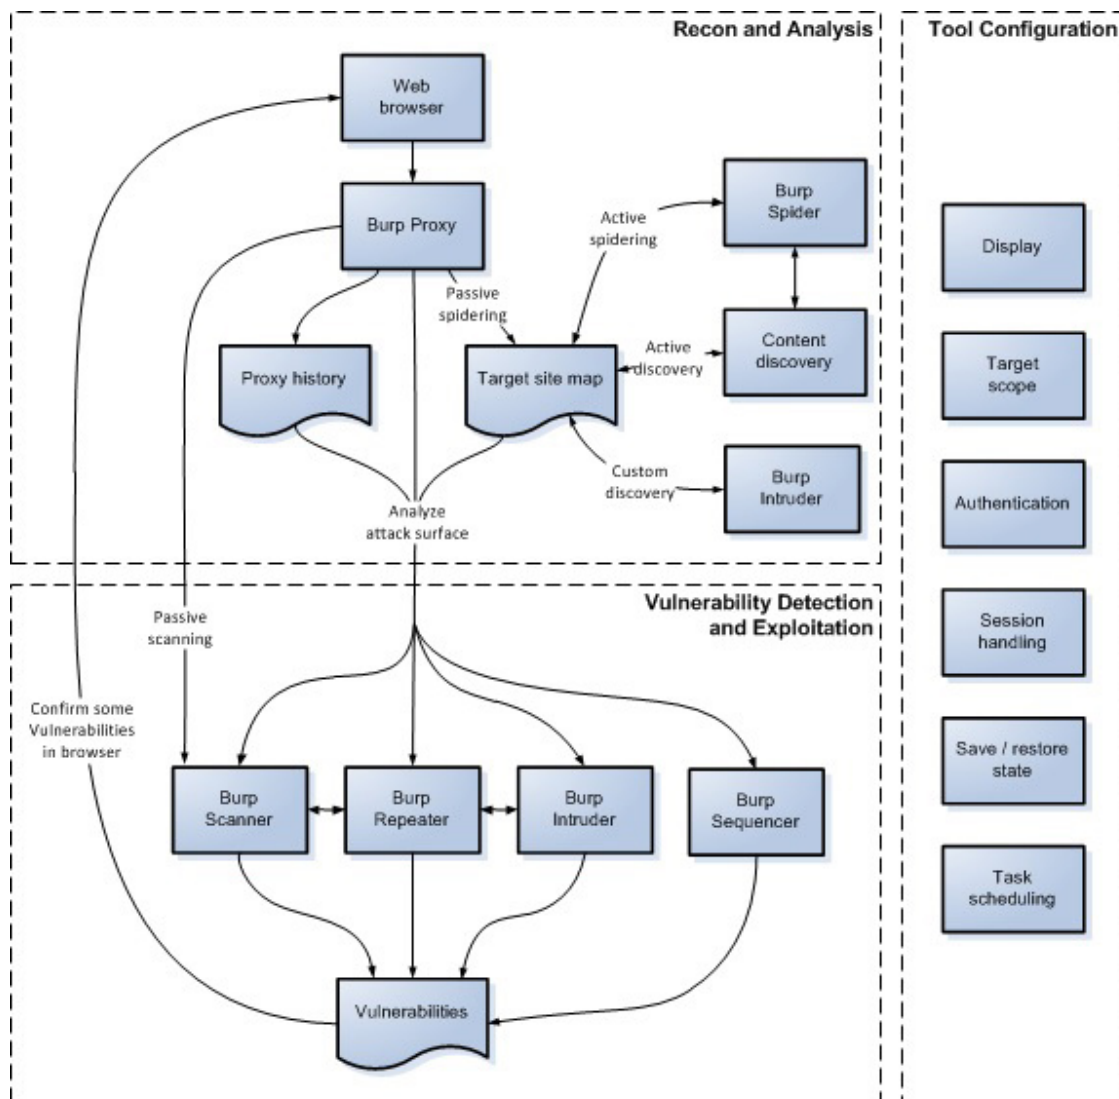 Recon and Analysis
Tool Configuration
Web
browser
Burp Proxy
Burp
Spider
Active
spidering
Passive
spidering
Proxy history
Target site map
Active
discovery
Content
discovery
Custom
discovery
Burp
Intruder
Analyze
attack surface
Vulnerability Detection
and Exploitation
Passive
scanning
Confirm some
Vulnerabilities
in browser
Burp
Scanner
Burp
Repeater
Burp
Intruder
Burp
Sequencer
Vulnerabilities
Display
Target
scope
Authentication
Session
handling
Save / restore
state
Task
scheduling